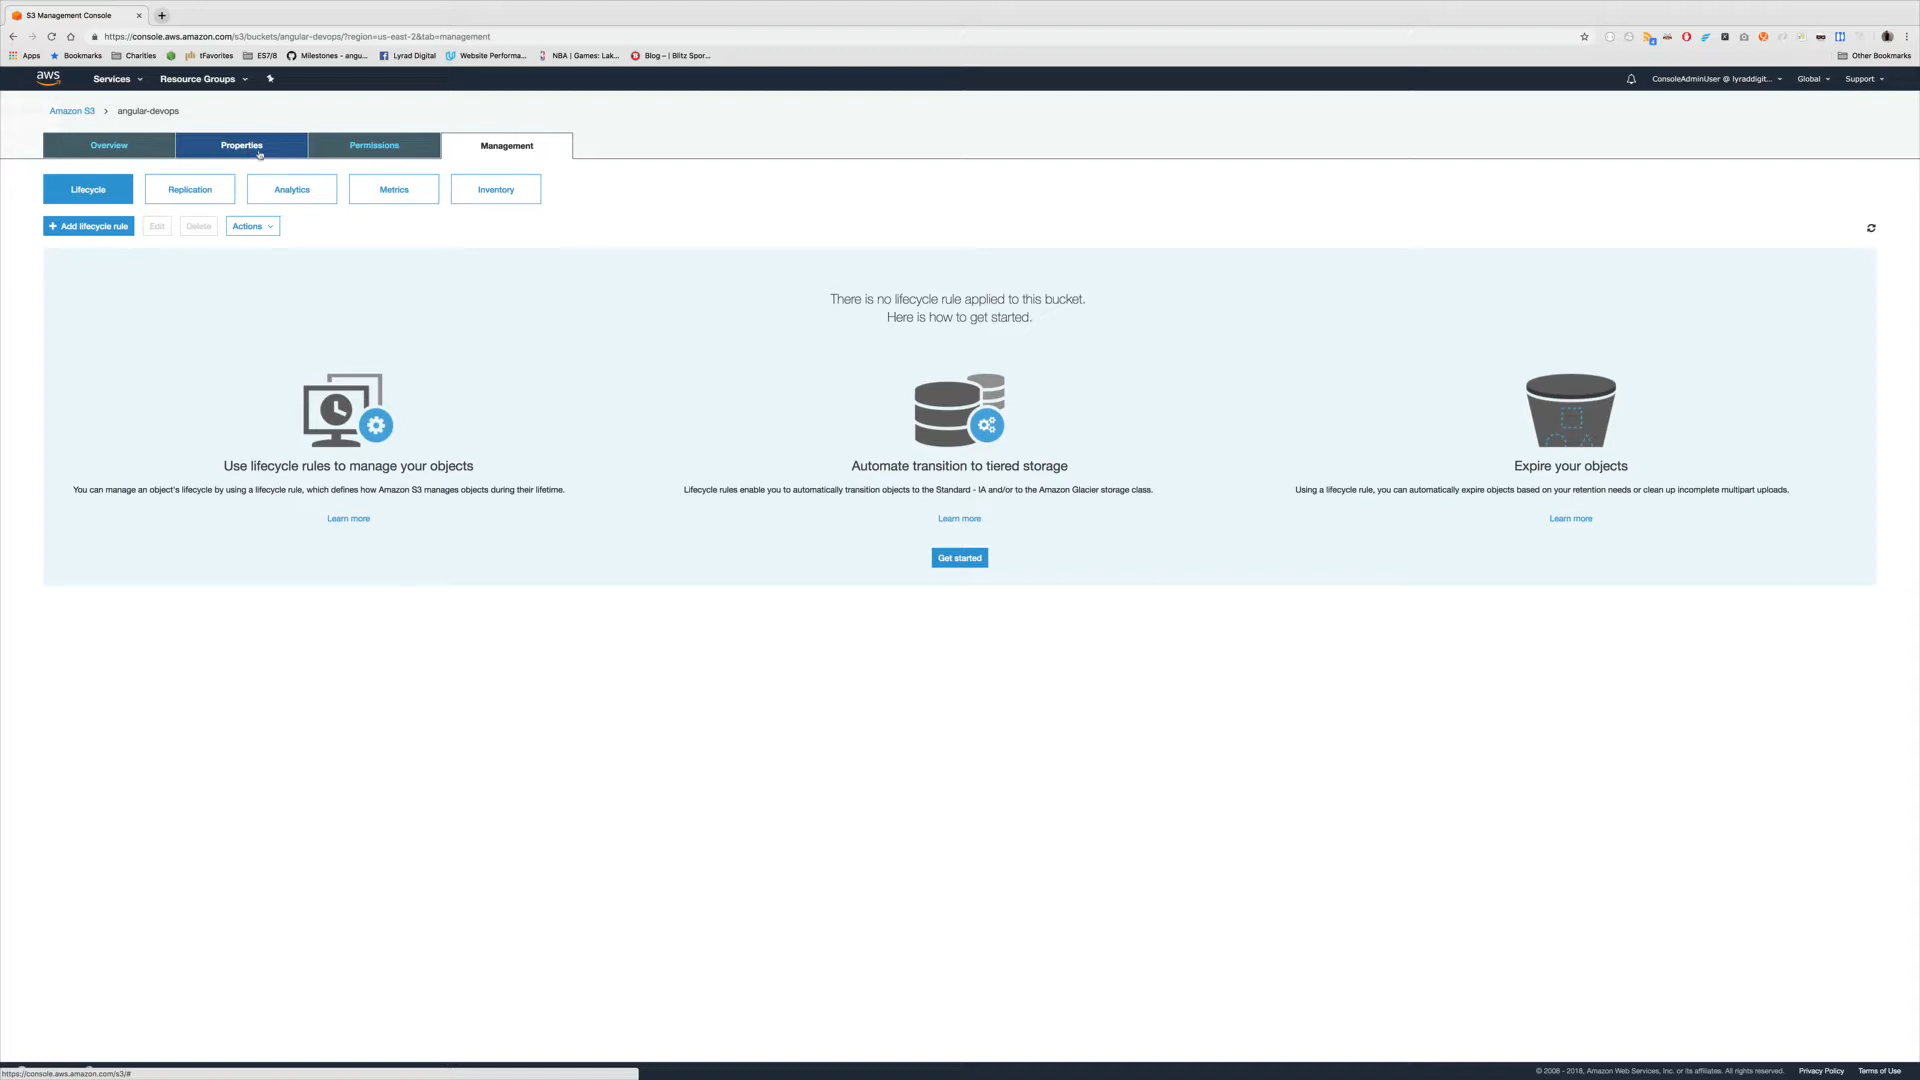 S3 Management Console
https://console.aws.amazon.com/s3/buckets/angular-devops/?region=us-east-2&tab=management
Apps Bookmarks Charities tFavorites ES7/8 Milestones - angu... Lyrad Digital Website Performa... NBA | Games: Lak... Blog – | Blitz Spor... Other Bookmarks
aws Services Resource Groups ConsoleAdminUser @ lyraddigit... Global Support
Amazon S3 > angular-devops
Overview Properties Permissions Management
Lifecycle Replication Analytics Metrics Inventory
+ Add lifecycle rule Edit Delete Actions
There is no lifecycle rule applied to this bucket.
Here is how to get started.
Use lifecycle rules to manage your objects
You can manage an object's lifecycle by using a lifecycle rule, which defines how Amazon S3 manages objects during their lifetime.
Learn more
Automate transition to tiered storage
Lifecycle rules enable you to automatically transition objects to the Standard - IA and/or to the Amazon Glacier storage class.
Learn more
Expire your objects
Using a lifecycle rule, you can automatically expire objects based on your retention needs or clean up incomplete multipart uploads.
Learn more
Get started
https://console.aws.amazon.com/s3/#
© 2008 - 2018, Amazon Web Services, Inc. or its affiliates. All rights reserved. Privacy Policy Terms of Use